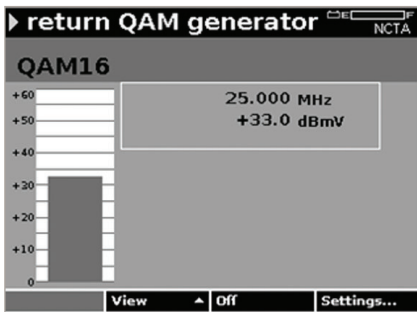 return QAM generator
E F
NCTA
QAM16
+60
+50
+40
+30
+20
+10
0
25.000 MHz
+33.0 dBmV
View Off Settings...